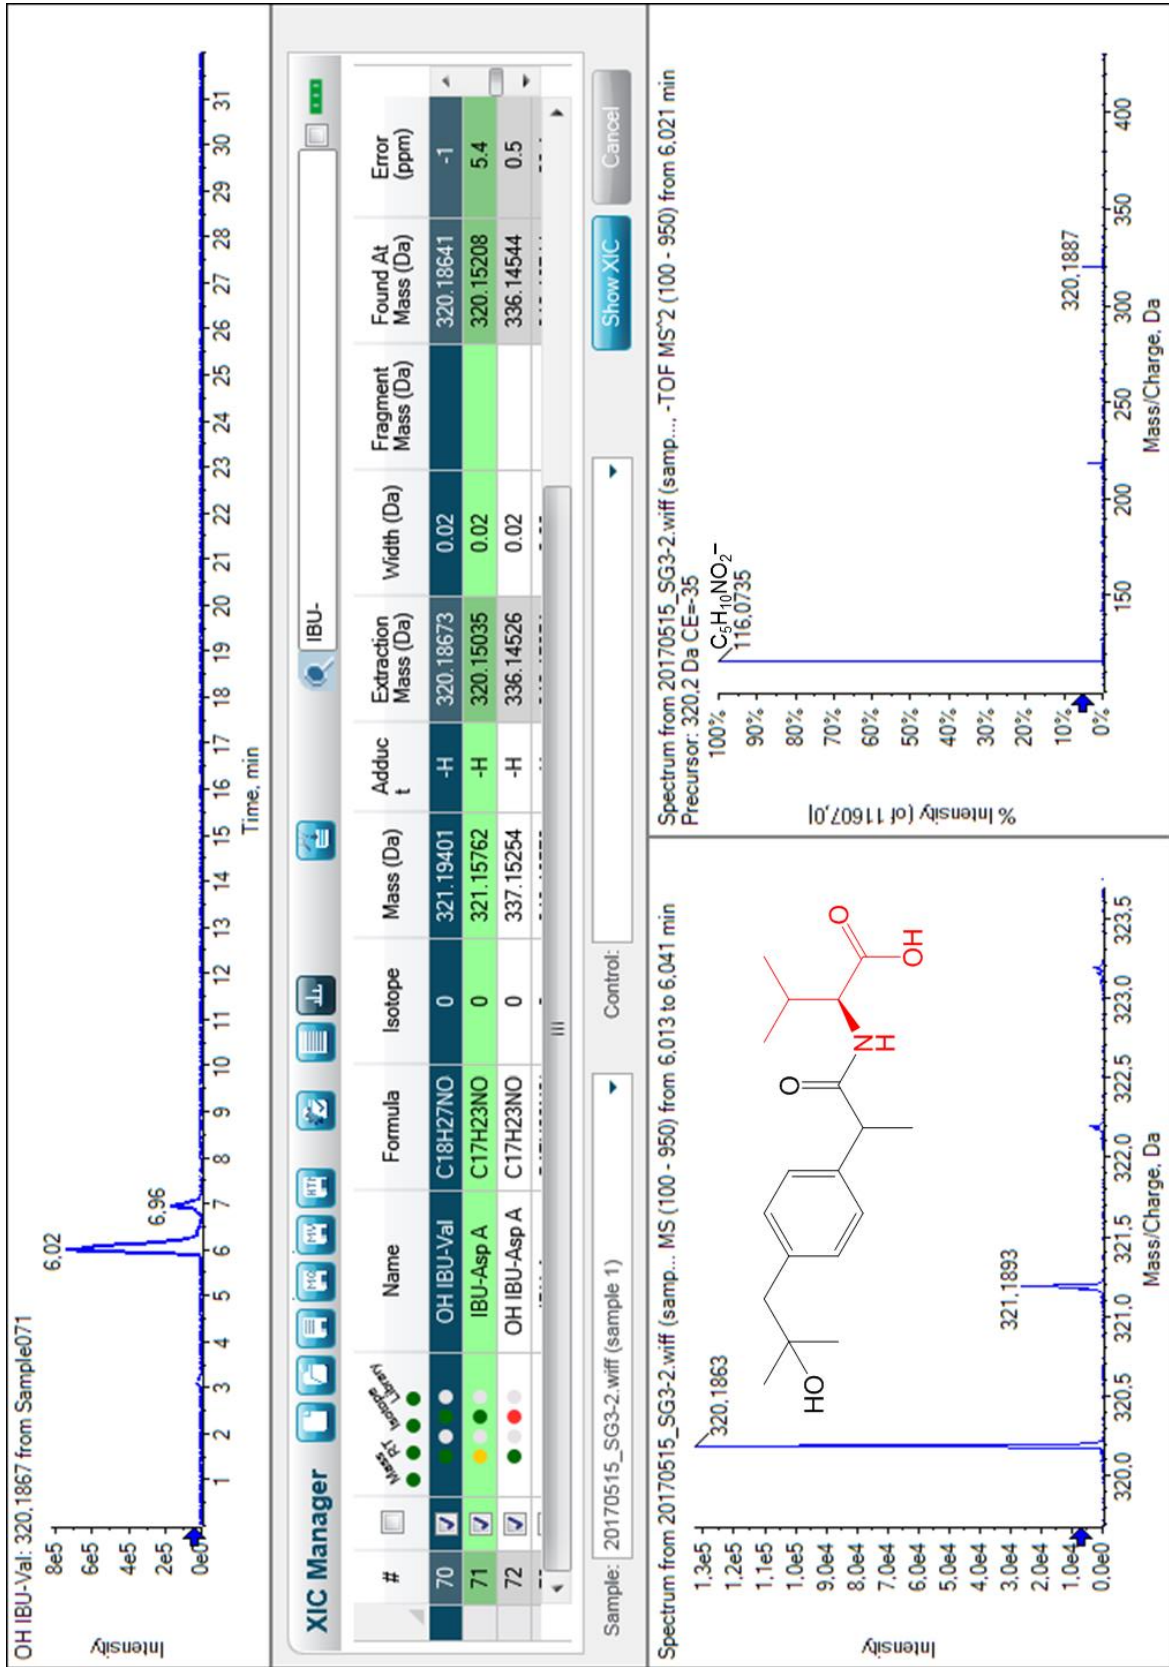 OH IBU-Val: 320,1867 from Sample071
Intensity
8e5
6e5
4e5
2e5
0e0
6,02
6,96
1 2 3 4 5 6 7 8 9 10 11 12 13 14 15 16 17 18 19 20 21 22 23 24 25 26 27 28 29 30 31
Time, min
XIC Manager
MQ MV HTF
IBU-
# Mass RT Isotope Library Name Formula Isotope Mass (Da) Adduc t Extraction Mass (Da) Width (Da) Fragment Mass (Da) Found At Mass (Da) Error (ppm)
70 OH IBU-Val C18H27NO 0 321.19401 -H 320.18673 0.02 320.18641 -1
71 IBU-Asp A C17H23NO 0 321.15762 -H 320.15035 0.02 320.15208 5.4
72 OH IBU-Asp A C17H23NO 0 337.15254 -H 336.14526 0.02 336.14544 0.5
Sample: 20170515_SG3-2.wiff (sample 1)
Control:
Show XIC
Cancel
Spectrum from 20170515_SG3-2.wiff (samp... MS (100 - 950) from 6,013 to 6,041 min
Intensity
1,3e5
1,2e5
1,1e5
1,0e5
9,0e4
8,0e4
7,0e4
6,0e4
5,0e4
4,0e4
3,0e4
2,0e4
1,0e4
0,0e0
320,1863
321,1893
HO
O
N
H
O
OH
320,0 320,5 321,0 321,5 322,0 322,5 323,0 323,5
Mass/Charge, Da
Spectrum from 20170515_SG3-2.wiff (samp..., -TOF MS^2 (100 - 950) from 6,021 min
Precursor: 320,2 Da CE=-35
% Intensity (of 11607,0)
100%
90%
80%
70%
60%
50%
40%
30%
20%
10%
0%
C5H10NO2−
116,0735
320,1887
150 200 250 300 350 400
Mass/Charge, Da